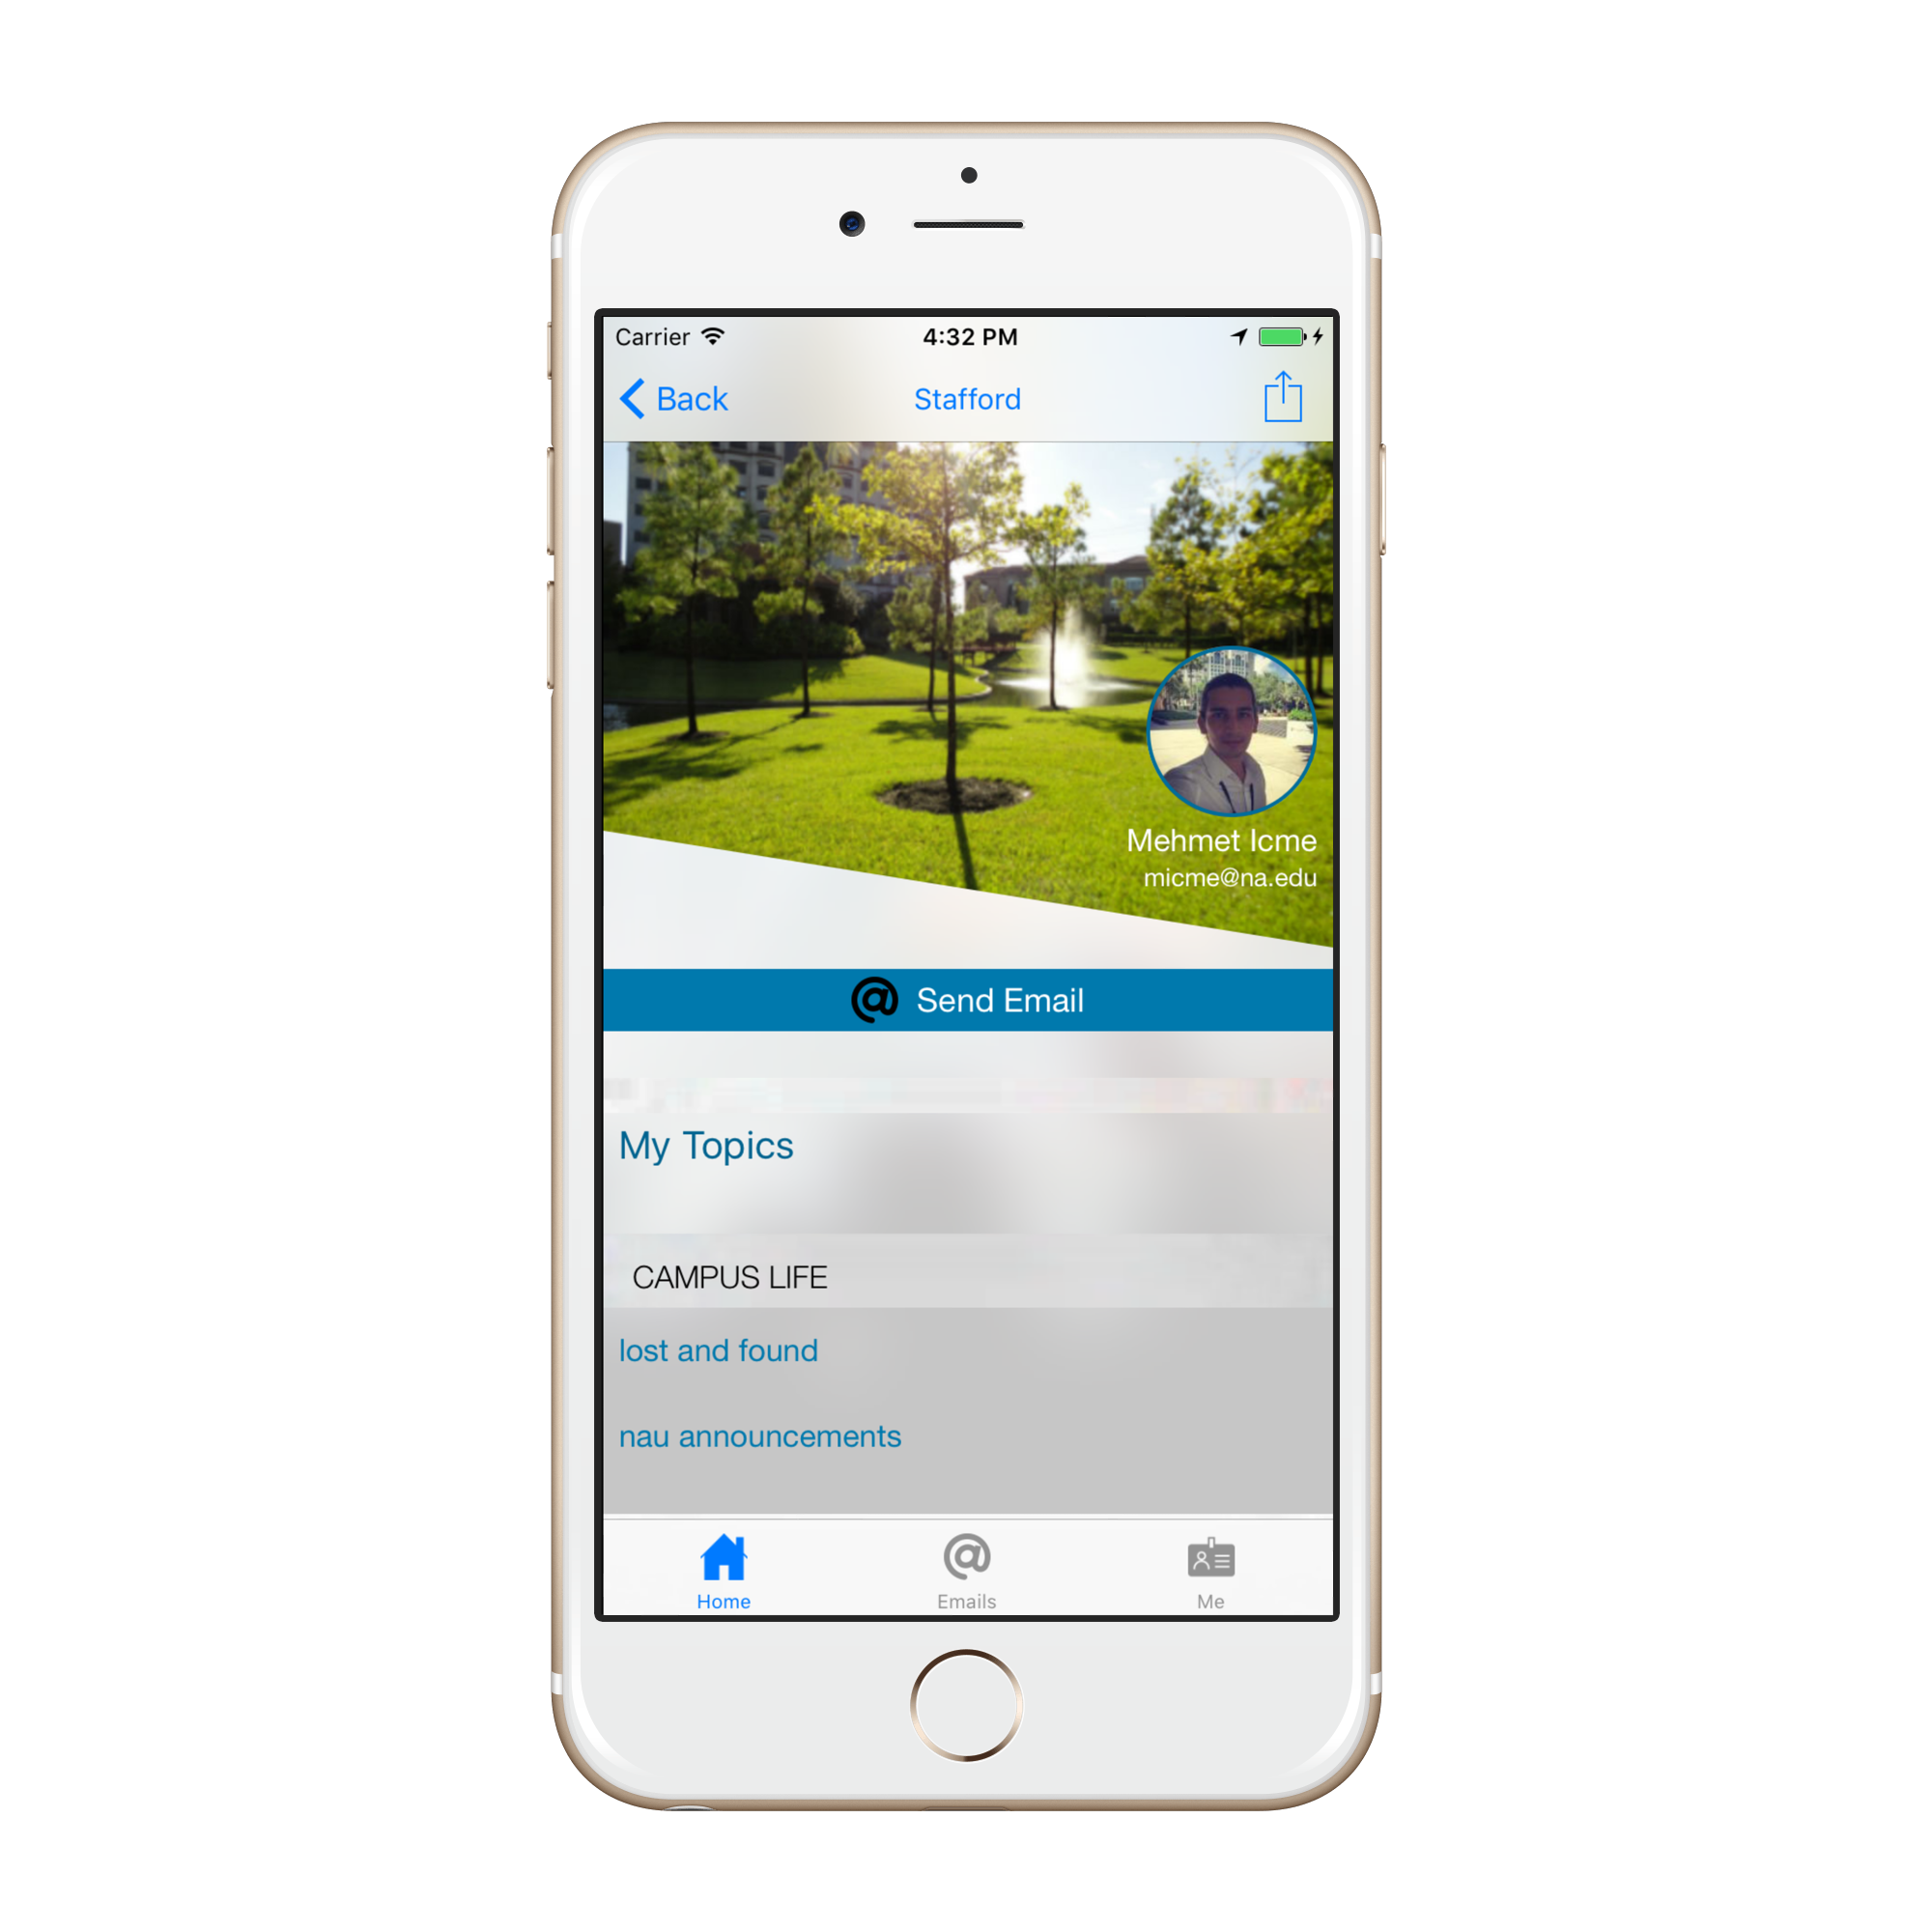 Carrier 4:32 PM
Back Stafford
Mehmet Icme
micme@na.edu
@ Send Email
My Topics
CAMPUS LIFE
lost and found
nau announcements
@
Home Emails Me